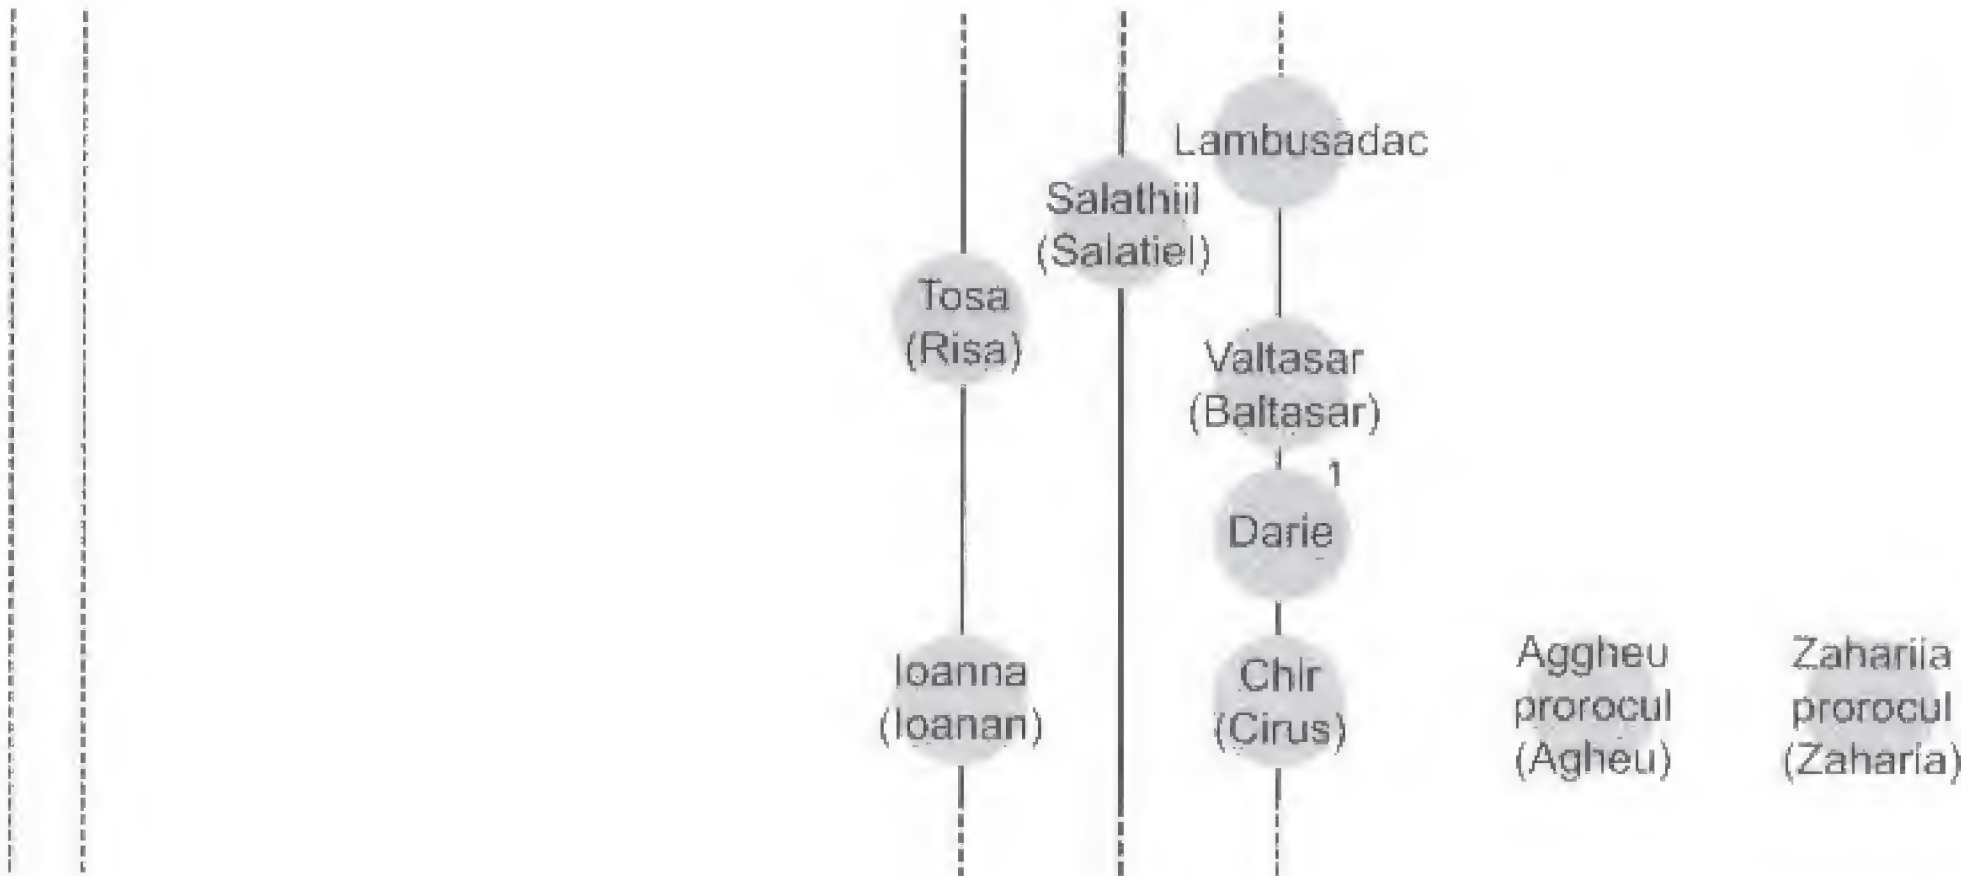 Lambusadac
Salathiil
(Salatiel)
Tosa
(Risa)
Valtasar
(Baltasar)
1
Darie
Ioanna
(Ioanan)
Chir
(Cirus)
Aggheu
prorocul
(Agheu)
Zahariia
prorocul
(Zaharia)